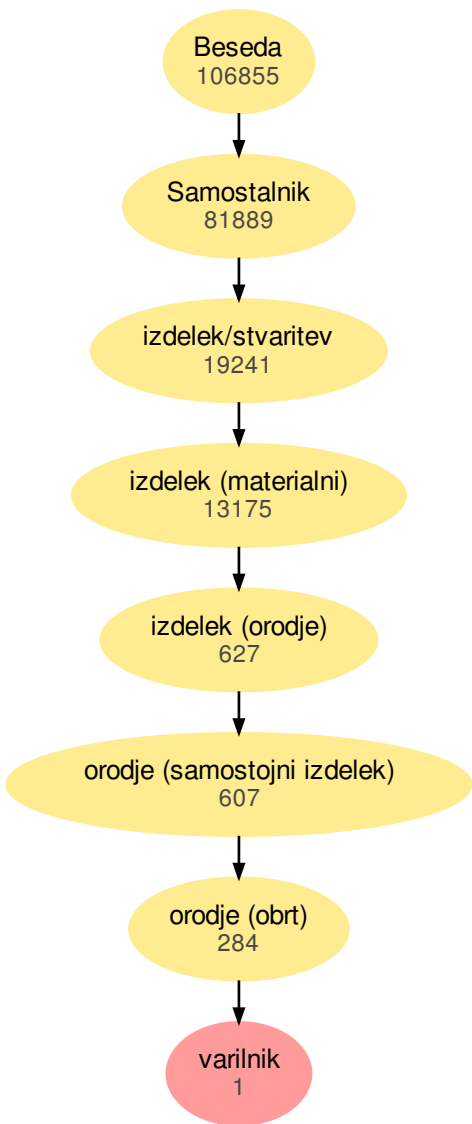 Beseda
106855
Samostalnik
81889
izdelek/stvaritev
19241
izdelek (materialni)
13175
izdelek (orodje)
627
orodje (samostojni izdelek)
607
orodje (obrt)
284
varilnik
1